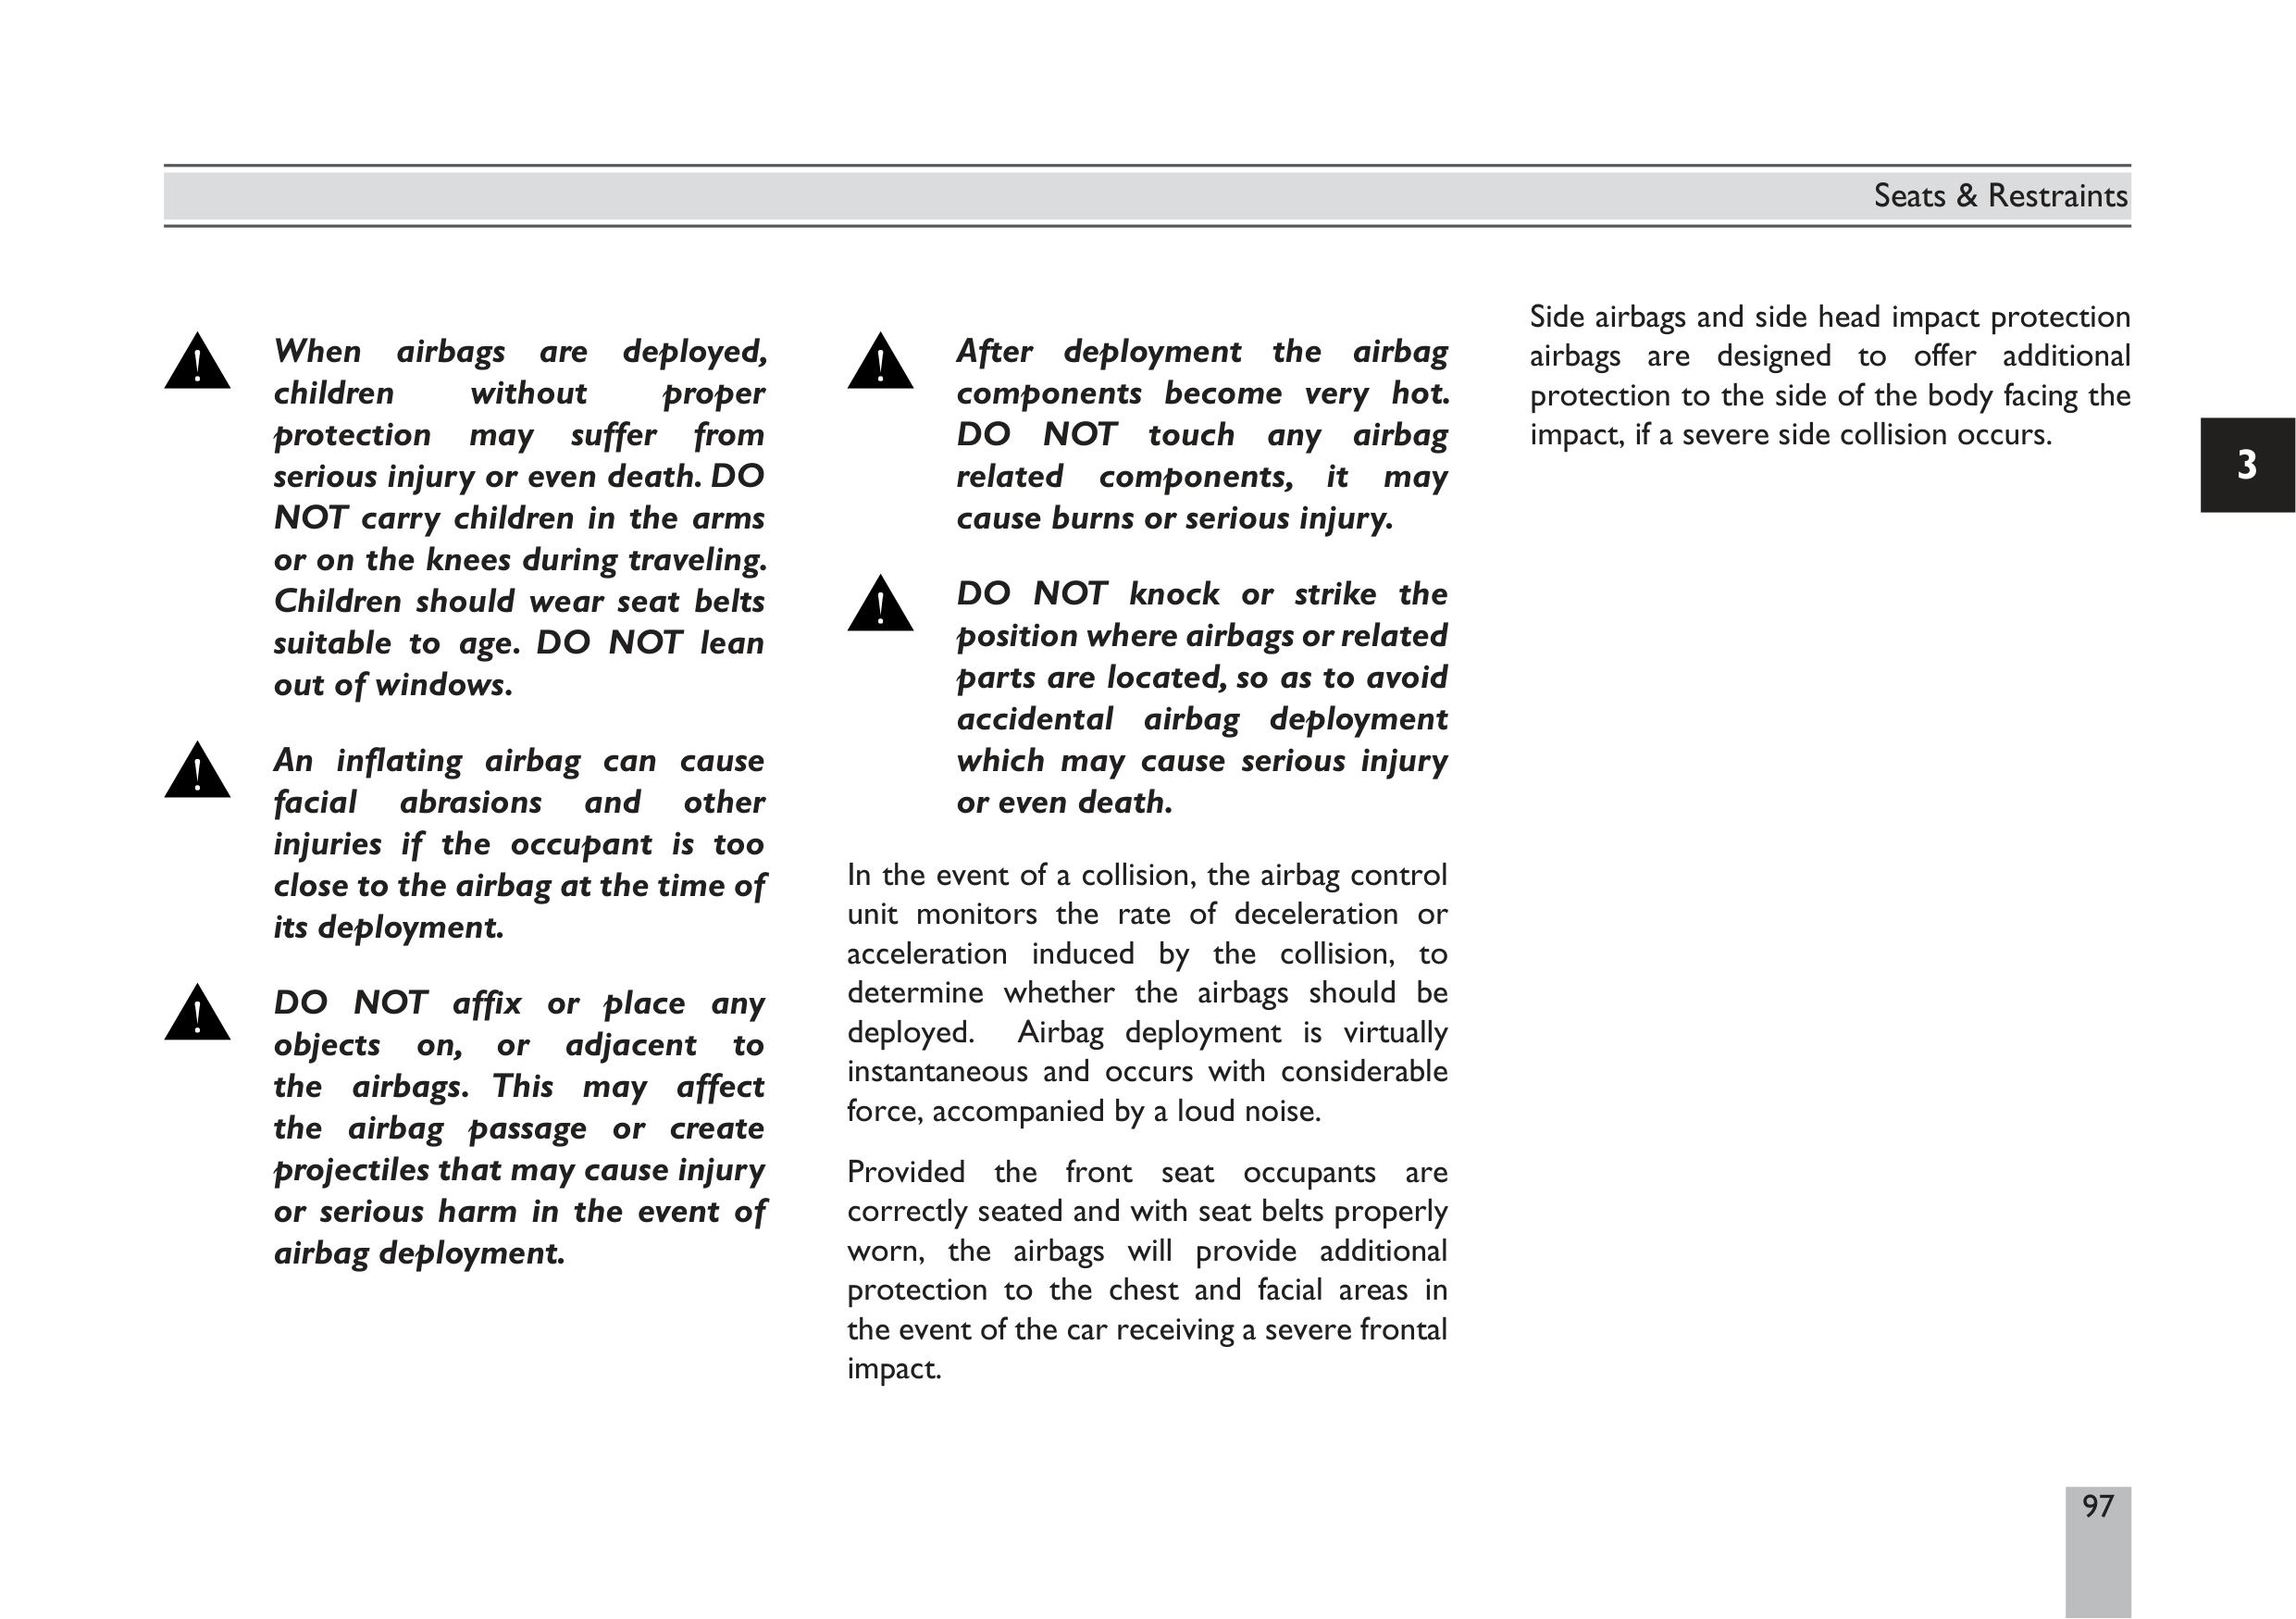 Seats & Restraints
When airbags are deployed,
children without proper
protection may suffer from
serious injury or even death. DO
NOT carry children in the arms
or on the knees during traveling.
Children should wear seat belts
suitable to age. DO NOT lean
out of windows.
An inflating airbag can cause
facial abrasions and other
injuries if the occupant is too
close to the airbag at the time of
its deployment.
DO NOT affix or place any
objects on, or adjacent to
the airbags. This may affect
the airbag passage or create
projectiles that may cause injury
or serious harm in the event of
airbag deployment.
After deployment the airbag
components become very hot.
DO NOT touch any airbag
related components, it may
cause burns or serious injury.
DO NOT knock or strike the
position where airbags or related
parts are located, so as to avoid
accidental airbag deployment
which may cause serious injury
or even death.
In the event of a collision, the airbag control
unit monitors the rate of deceleration or
acceleration induced by the collision, to
determine whether the airbags should be
deployed. Airbag deployment is virtually
instantaneous and occurs with considerable
force, accompanied by a loud noise.
Provided the front seat occupants are
correctly seated and with seat belts properly
worn, the airbags will provide additional
protection to the chest and facial areas in
the event of the car receiving a severe frontal
impact.
Side airbags and side head impact protection
airbags are designed to offer additional
protection to the side of the body facing the
impact, if a severe side collision occurs.
3
97